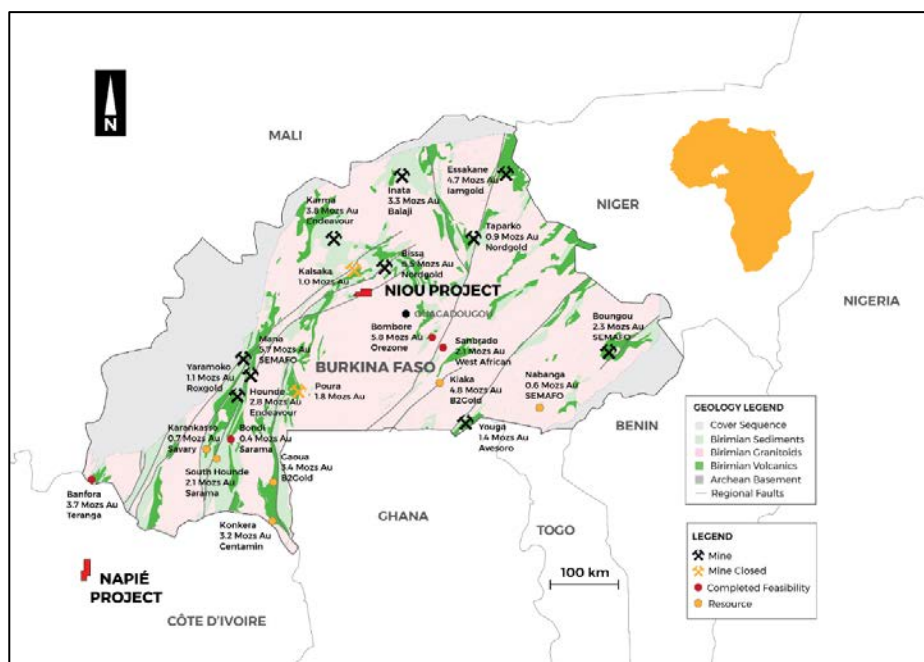 N
MALI
NIGER
NIGERIA
BENIN
TOGO
GHANA
CÔTE D'IVOIRE
BURKINA FASO
Essakane
4.7 Mozs Au
Iamgold
Inata
3.3 Mozs Au
Balaji
Karma
3.8 Mozs Au
Endeavour
Taparko
0.9 Mozs Au
Nordgold
Bissa
Mozs Au
Nordgold
Kalsaka
1.0 Mozs Au
NIOU PROJECT
OUAGADOUGOU
Bombore
5.8 Mozs Au
Orezone
Sanbrado
2.1 Mozs Au
West African
Boungou
2.3 Mozs Au
SEMAFO
Mana
5.7 Mozs Au
SEMAFO
Yaramoko
1.1 Mozs Au
Roxgold
Hounde
2.8 Mozs Au
Endeavour
Poura
1.8 Mozs Au
Kiaka
4.8 Mozs Au
B2Gold
Nabanga
0.6 Mozs Au
SEMAFO
Youga
1.4 Mozs Au
Avesoro
Karankasso
0.7 Mozs Au
Savary
Bondi
0.4 Mozs Au
Sarama
South Hounde
2.1 Mozs Au
Sarama
Gaoua
3.4 Mozs Au
B2Gold
Banfora
3.7 Mozs Au
Teranga
Konkera
3.2 Mozs Au
Centamin
NAPIÉ
PROJECT
100 km
GEOLOGY LEGEND
Cover Sequence
Birimian Sediments
Birimian Granitoids
Birimian Volcanics
Archean Basement
Regional Faults
LEGEND
Mine
Mine Closed
Completed Feasibility
Resource